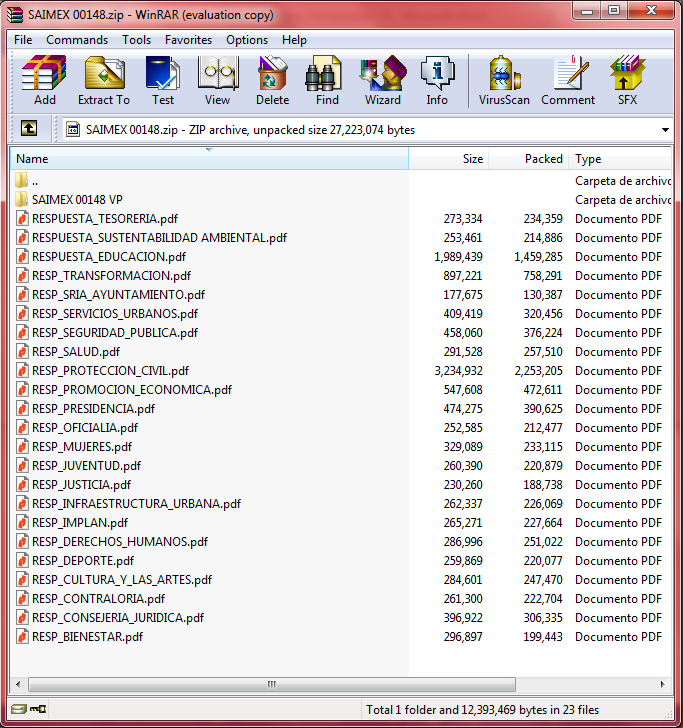 SAIMEX 00148.zip - WinRAR (evaluation copy)
File Commands Tools Favorites Options Help
Add Extract To Test View Delete Find Wizard Info VirusScan Comment SFX
SAIMEX 00148.zip - ZIP archive, unpacked size 27,223,074 bytes
Name Size Packed Type
.. Carpeta de archivo
SAIMEX 00148 VP Carpeta de archivo
RESPUESTA_TESORERIA.pdf 273,334 234,359 Documento PDF
RESPUESTA_SUSTENTABILIDAD AMBIENTAL.pdf 253,461 214,886 Documento PDF
RESPUESTA_EDUCACION.pdf 1,989,439 1,459,285 Documento PDF
RESP_TRANSFORMACION.pdf 897,221 758,291 Documento PDF
RESP_SRIA_AYUNTAMIENTO.pdf 177,675 130,387 Documento PDF
RESP_SERVICIOS_URBANOS.pdf 409,419 320,456 Documento PDF
RESP_SEGURIDAD_PUBLICA.pdf 458,060 376,224 Documento PDF
RESP_SALUD.pdf 291,528 257,510 Documento PDF
RESP_PROTECCION_CIVIL.pdf 3,234,932 2,253,205 Documento PDF
RESP_PROMOCION_ECONOMICA.pdf 547,608 472,611 Documento PDF
RESP_PRESIDENCIA.pdf 474,275 390,625 Documento PDF
RESP_OFICIALIA.pdf 252,585 212,477 Documento PDF
RESP_MUJERES.pdf 329,089 233,115 Documento PDF
RESP_JUVENTUD.pdf 260,390 220,879 Documento PDF
RESP_JUSTICIA.pdf 230,260 188,738 Documento PDF
RESP_INFRAESTRUCTURA_URBANA.pdf 262,337 226,069 Documento PDF
RESP_IMPLAN.pdf 265,271 227,664 Documento PDF
RESP_DERECHOS_HUMANOS.pdf 286,996 251,022 Documento PDF
RESP_DEPORTE.pdf 259,869 220,077 Documento PDF
RESP_CULTURA_Y_LAS_ARTES.pdf 284,601 247,470 Documento PDF
RESP_CONTRALORIA.pdf 261,300 222,704 Documento PDF
RESP_CONSEJERIA_JURIDICA.pdf 396,922 306,335 Documento PDF
RESP_BIENESTAR.pdf 296,897 199,443 Documento PDF
Total 1 folder and 12,393,469 bytes in 23 files